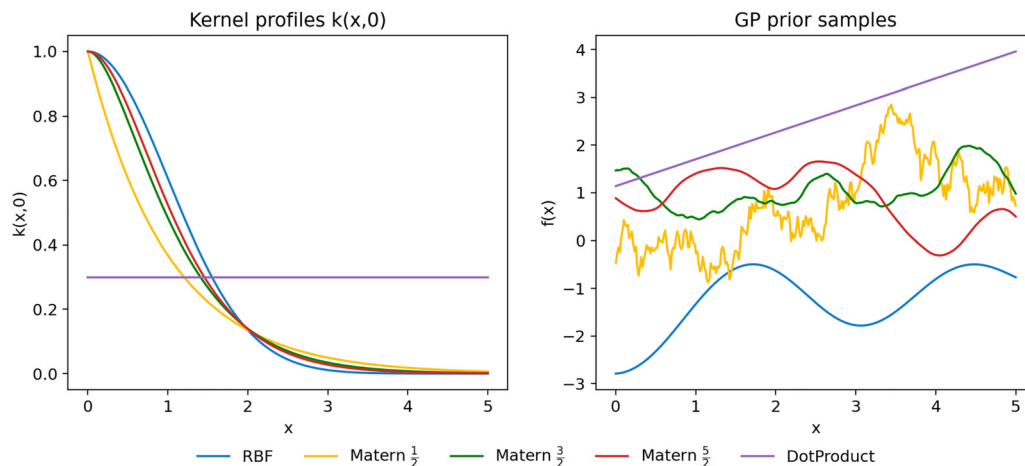 Kernel profiles k(x,0)
k(x,0)
1.0
0.8
0.6
0.4
0.2
0.0
0 1 2 3 4 5
x
GP prior samples
f(x)
4
3
2
1
0
−1
−2
−3
0 1 2 3 4 5
x
RBF Matern 1/2 Matern 3/2 Matern 5/2 DotProduct